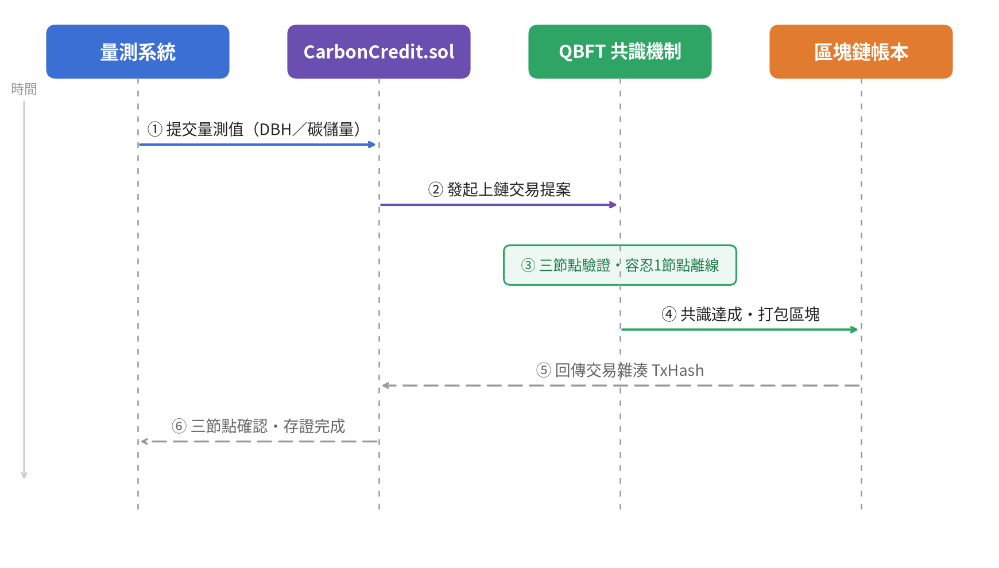 量測系統
CarbonCredit.sol
QBFT 共識機制
區塊鏈帳本
時間
① 提交量測值（DBH／碳儲量）
② 發起上鏈交易提案
③ 三節點驗證・容忍1節點離線
④ 共識達成・打包區塊
⑤ 回傳交易雜湊 TxHash
⑥ 三節點確認・存證完成